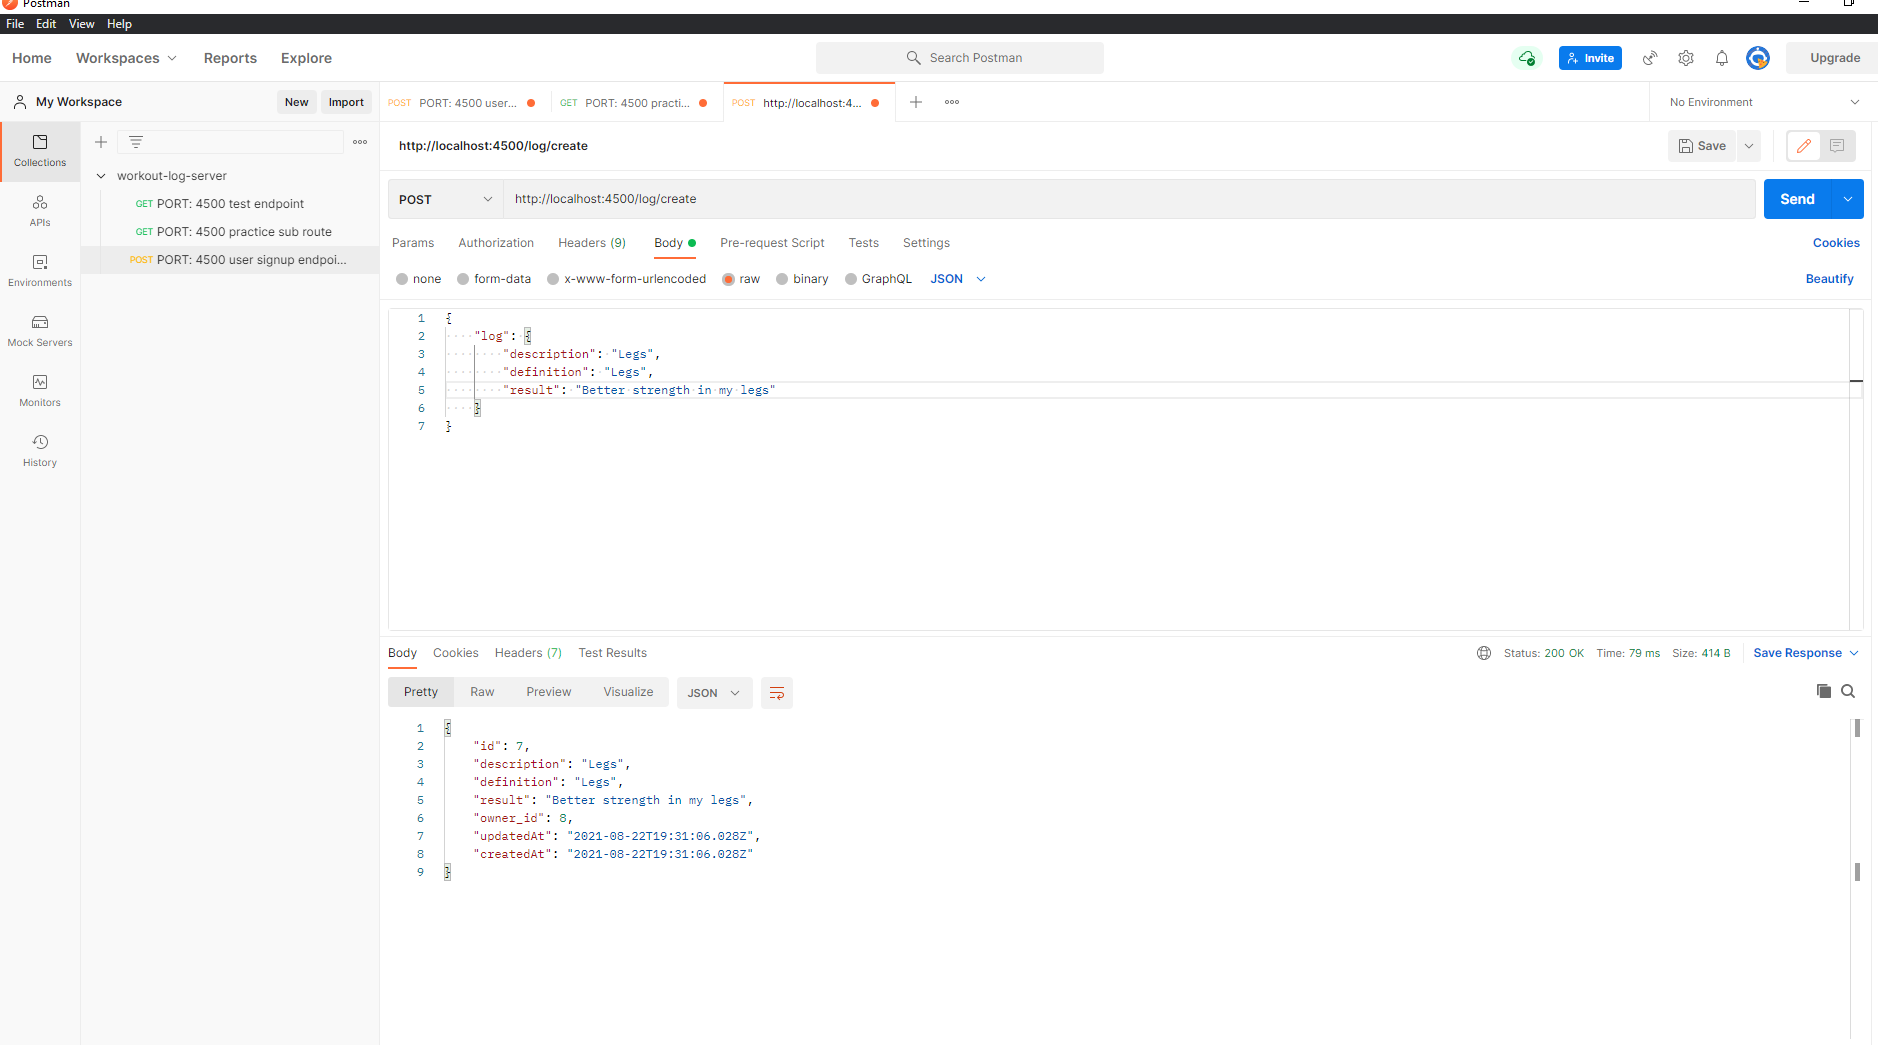 Postman
File Edit View Help
Home Workspaces Reports Explore Search Postman Invite Upgrade
My Workspace New Import POST PORT: 4500 user... GET PORT: 4500 practi... POST http://localhost:4... No Environment
Collections
APIs
Environments
Mock Servers
Monitors
History
workout-log-server
GET PORT: 4500 test endpoint
GET PORT: 4500 practice sub route
POST PORT: 4500 user signup endpoi...
http://localhost:4500/log/create Save
POST http://localhost:4500/log/create Send
Params Authorization Headers (9) Body Pre-request Script Tests Settings Cookies
none form-data x-www-form-urlencoded raw binary GraphQL JSON Beautify
1 {
2 "log": {
3 "description": "Legs",
4 "definition": "Legs",
5 "result": "Better strength in my legs"
6 }
7 }
Body Cookies Headers (7) Test Results Status: 200 OK Time: 79 ms Size: 414 B Save Response
Pretty Raw Preview Visualize JSON
1 {
2 "id": 7,
3 "description": "Legs",
4 "definition": "Legs",
5 "result": "Better strength in my legs",
6 "owner_id": 8,
7 "updatedAt": "2021-08-22T19:31:06.028Z",
8 "createdAt": "2021-08-22T19:31:06.028Z"
9 }